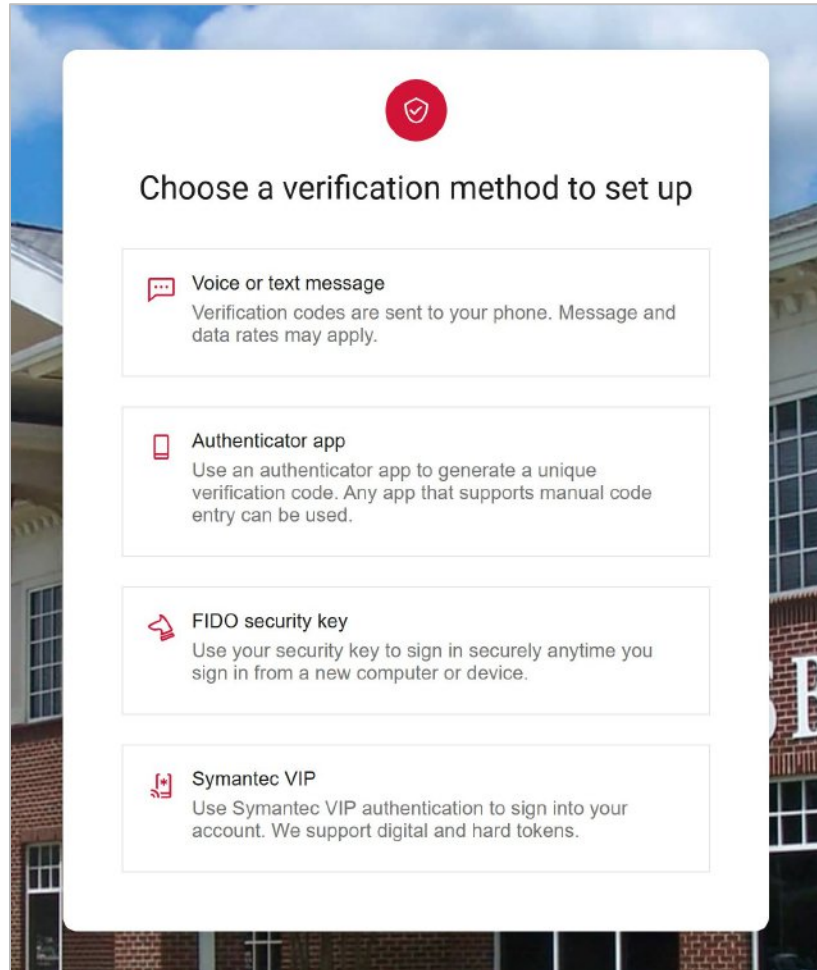 Choose a verification method to set up
Voice or text message
Verification codes are sent to your phone. Message and
data rates may apply.
Authenticator app
Use an authenticator app to generate a unique
verification code. Any app that supports manual code
entry can be used.
FIDO security key
Use your security key to sign in securely anytime you
sign in from a new computer or device.
Symantec VIP
Use Symantec VIP authentication to sign into your
account. We support digital and hard tokens.